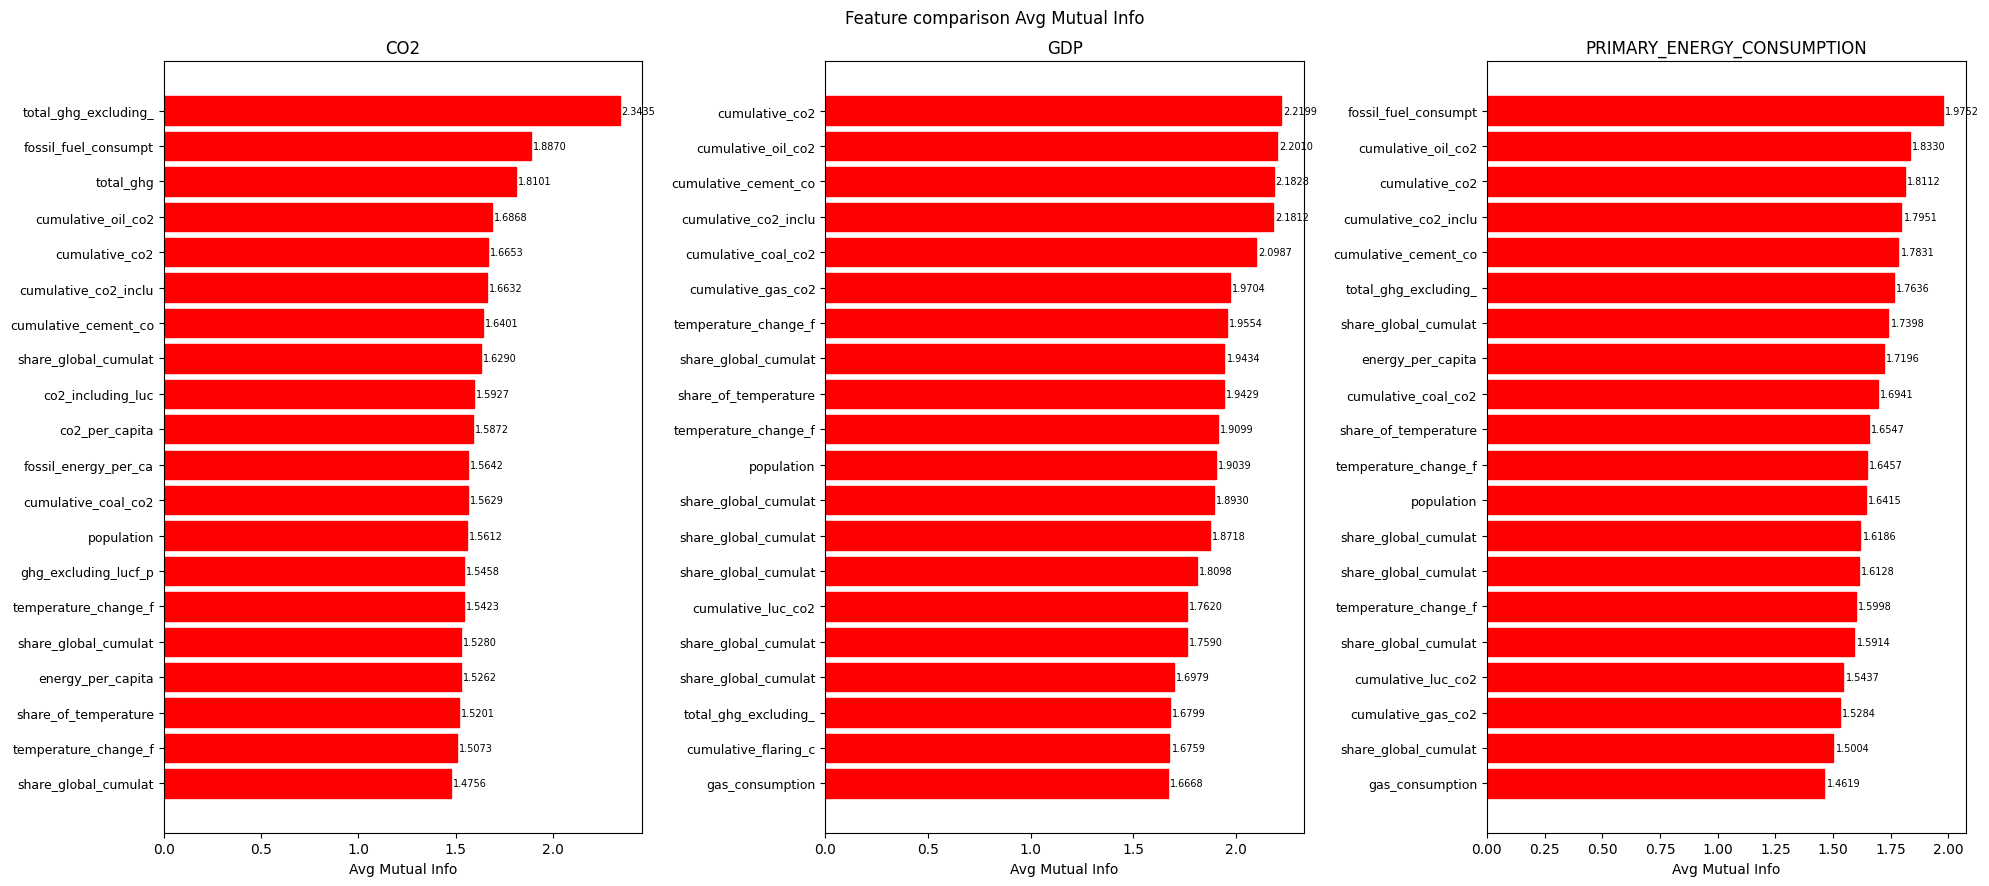 Feature comparison Avg Mutual Info
CO2
total_ghg_excluding_ 2.3435
fossil_fuel_consumpt 1.8870
total_ghg 1.8101
cumulative_oil_co2 1.6868
cumulative_co2 1.6653
cumulative_co2_inclu 1.6632
cumulative_cement_co 1.6401
share_global_cumulat 1.6290
co2_including_luc 1.5927
co2_per_capita 1.5872
fossil_energy_per_ca 1.5642
cumulative_coal_co2 1.5629
population 1.5612
ghg_excluding_lucf_p 1.5458
temperature_change_f 1.5423
share_global_cumulat 1.5280
energy_per_capita 1.5262
share_of_temperature 1.5201
temperature_change_f 1.5073
share_global_cumulat 1.4756
0.0 0.5 1.0 1.5 2.0
Avg Mutual Info
GDP
cumulative_co2 2.2199
cumulative_oil_co2 2.2010
cumulative_cement_co 2.1828
cumulative_co2_inclu 2.1812
cumulative_coal_co2 2.0987
cumulative_gas_co2 1.9704
temperature_change_f 1.9554
share_global_cumulat 1.9434
share_of_temperature 1.9429
temperature_change_f 1.9099
population 1.9039
share_global_cumulat 1.8930
share_global_cumulat 1.8718
share_global_cumulat 1.8098
cumulative_luc_co2 1.7620
share_global_cumulat 1.7590
share_global_cumulat 1.6979
total_ghg_excluding_ 1.6799
cumulative_flaring_c 1.6759
gas_consumption 1.6668
0.0 0.5 1.0 1.5 2.0
Avg Mutual Info
PRIMARY_ENERGY_CONSUMPTION
fossil_fuel_consumpt 1.9752
cumulative_oil_co2 1.8330
cumulative_co2 1.8112
cumulative_co2_inclu 1.7951
cumulative_cement_co 1.7831
total_ghg_excluding_ 1.7636
share_global_cumulat 1.7398
energy_per_capita 1.7196
cumulative_coal_co2 1.6941
share_of_temperature 1.6547
temperature_change_f 1.6457
population 1.6415
share_global_cumulat 1.6186
share_global_cumulat 1.6128
temperature_change_f 1.5998
share_global_cumulat 1.5914
cumulative_luc_co2 1.5437
cumulative_gas_co2 1.5284
share_global_cumulat 1.5004
gas_consumption 1.4619
0.00 0.25 0.50 0.75 1.00 1.25 1.50 1.75 2.00
Avg Mutual Info